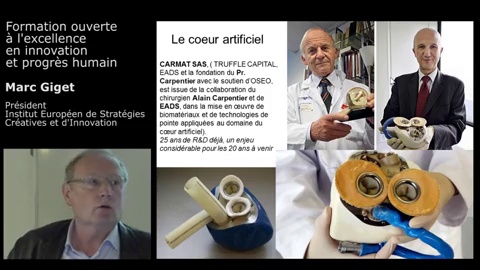 Formation ouverte
à l'excellence
en innovation
et progrès humain
Marc Giget
Président
Institut Européen de Stratégies
Créatives et d'Innovation
Le coeur artificiel
CARMAT SAS, ( TRUFFLE CAPITAL,
EADS et la fondation du Pr.
Carpentier avec le soutien d'OSEO,
est issue de la collaboration du
chirurgien Alain Carpentier et de
EADS, dans la mise en œuvre de
biomatériaux et de technologies de
pointe appliquées au domaine du
cœur artificiel).
25 ans de R&D déjà, un enjeu
considérable pour les 20 ans à venir ...